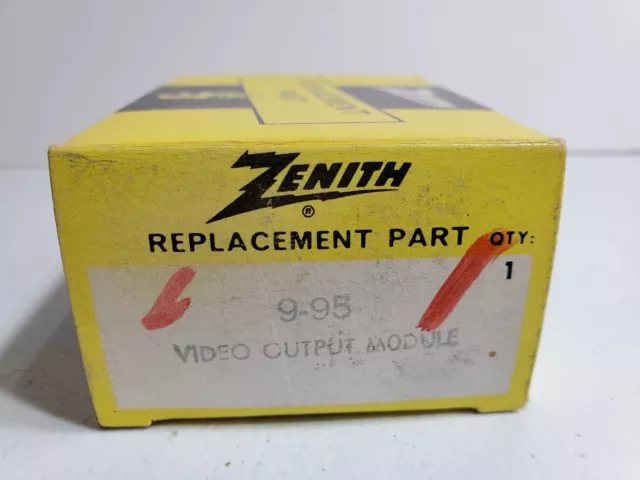 ZENITH
®
REPLACEMENT PART QTY:
1
9-95
VIDEO OUTPUT MODULE